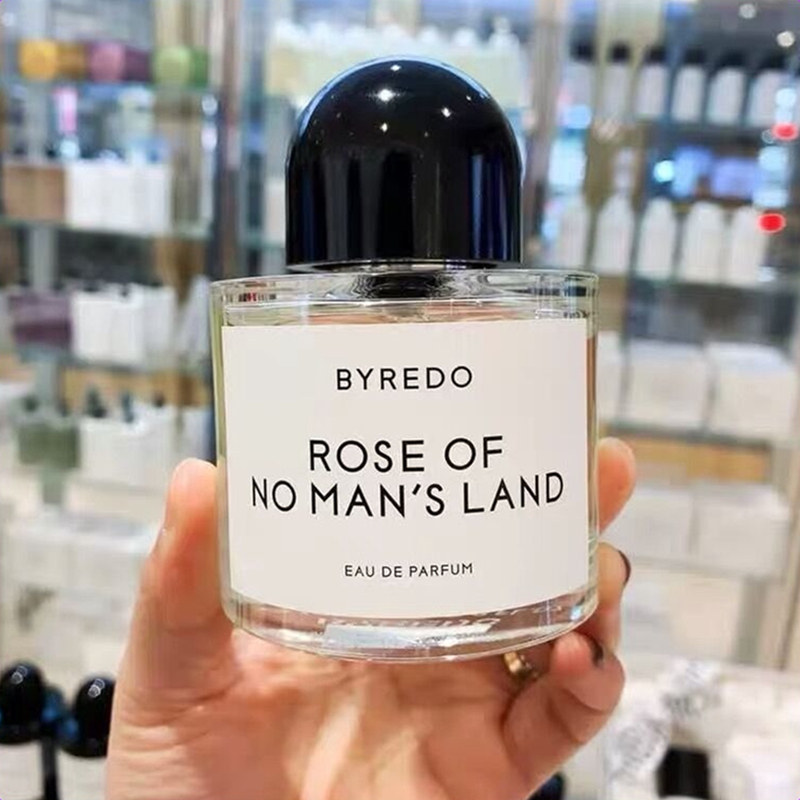 BYREDO
ROSE OF
NO MAN'S LAND
EAU DE PARFUM